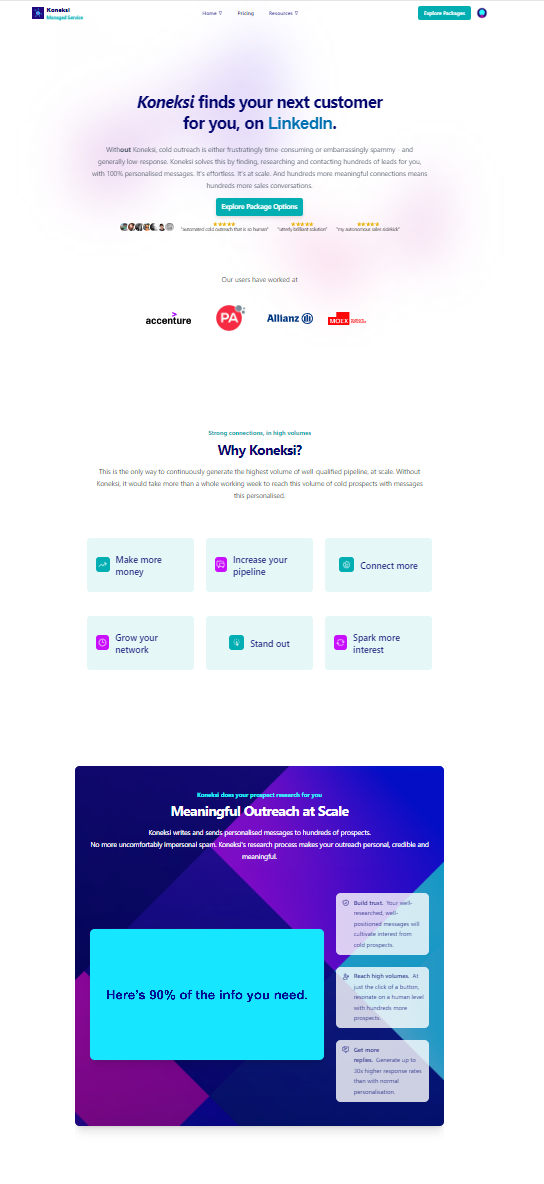 Koneksi
Managed Service
Home ▽
Pricing
Resources ▽
Explore Packages
Koneksi finds your next customer
for you, on LinkedIn.
Without Koneksi, cold outreach is either frustratingly time-consuming or embarrassingly spammy - and
generally low-response. Koneksi solves this by finding, researching and contacting hundreds of leads for you,
with 100% personalised messages. It's effortless. It's at scale. And hundreds more meaningful connections means
hundreds more sales conversations.
Explore Package Options
"automated cold outreach that is so human"
"utterly brilliant solution"
"my autonomous sales sidekick"
Our users have worked at
accenture
PA
Allianz
MOEX
Strong connections, in high volumes
Why Koneksi?
This is the only way to continuously generate the highest volume of well-qualified pipeline, at scale. Without
Koneksi, it would take more than a whole working week to reach this volume of cold prospects with messages
this personalised.
Make more
money
Increase your
pipeline
Connect more
Grow your
network
Stand out
Spark more
interest
Koneksi does your prospect research for you
Meaningful Outreach at Scale
Koneksi writes and sends personalised messages to hundreds of prospects.
No more uncomfortably impersonal spam. Koneksi's research process makes your outreach personal, credible and
meaningful.
Here's 90% of the info you need.
Build trust. Your well-
researched, well-
positioned messages will
cultivate interest from
cold prospects.
Reach high volumes. At
just the click of a button,
resonate on a human level
with hundreds more
prospects.
Get more
replies. Generate up to
30x higher response rates
than with normal
personalisation.